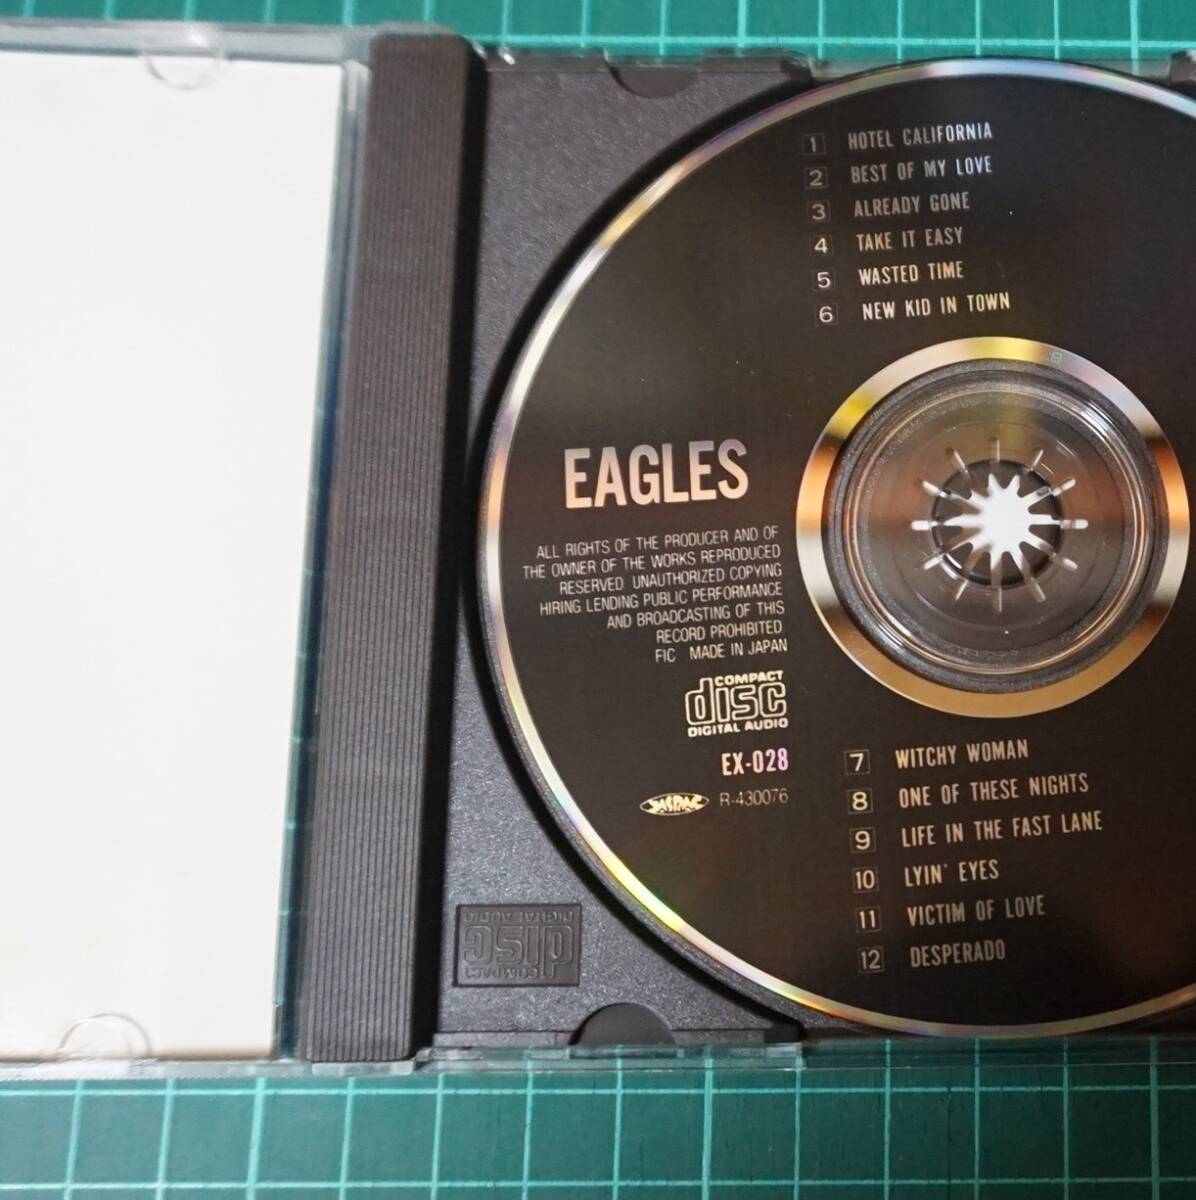 1 HOTEL CALIFORNIA
2 BEST OF MY LOVE
3 ALREADY GONE
4 TAKE IT EASY
5 WASTED TIME
6 NEW KID IN TOWN
EAGLES
ALL RIGHTS OF THE PRODUCER AND OF
THE OWNER OF THE WORKS REPRODUCED
RESERVED UNAUTHORIZED COPYING
HIRING LENDING PUBLIC PERFORMANCE
AND BROADCASTING OF THIS
RECORD PROHIBITED
FIC MADE IN JAPAN
COMPACT
disc
DIGITAL AUDIO
EX-028
JASRAC R-430076
7 WITCHY WOMAN
8 ONE OF THESE NIGHTS
9 LIFE IN THE FAST LANE
10 LYIN' EYES
11 VICTIM OF LOVE
12 DESPERADO
COMPACT
disc
DIGITAL AUDIO